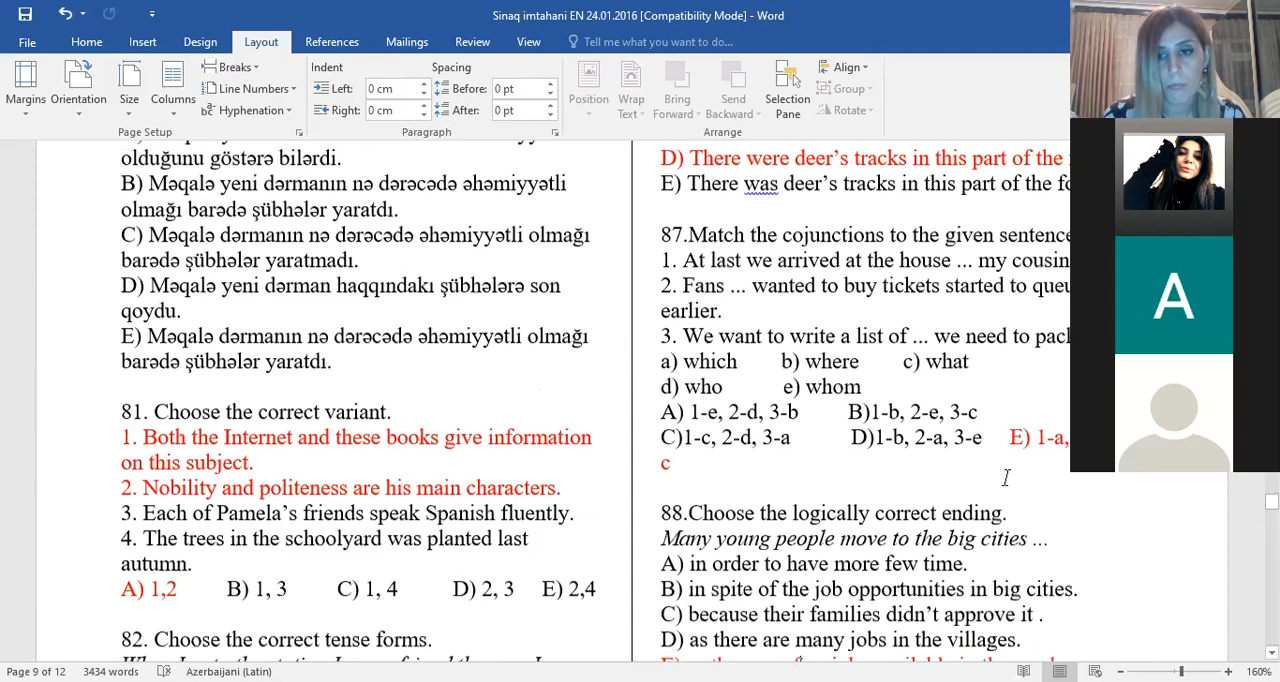 Sinaq imtahani EN 24.01.2016 [Compatibility Mode] - Word
File Home Insert Design Layout References Mailings Review View Tell me what you want to do...
Margins Orientation Size Columns
Breaks
Line Numbers
Hyphenation
Page Setup
Indent Spacing
Left: 0 cm Before: 0 pt
Right: 0 cm After: 0 pt
Paragraph
Position Wrap Text Bring Forward Send Backward Selection Pane
Align
Group
Rotate
Arrange
olduğunu göstərə bilərdi.
B) Məqalə yeni dərmanın nə dərəcədə əhəmiyyətli
olmağı barədə şübhələr yaratdı.
C) Məqalə dərmanın nə dərəcədə əhəmiyyətli olmağı
barədə şübhələr yaratmadı.
D) Məqalə yeni dərman haqqındakı şübhələrə son
qoydu.
E) Məqalə dərmanın nə dərəcədə əhəmiyyətli olmağı
barədə şübhələr yaratdı.
81. Choose the correct variant.
1. Both the Internet and these books give information
on this subject.
2. Nobility and politeness are his main characters.
3. Each of Pamela’s friends speak Spanish fluently.
4. The trees in the schoolyard was planted last
autumn.
A) 1,2 B) 1, 3 C) 1, 4 D) 2, 3 E) 2,4
82. Choose the correct tense forms.
D) There were deer’s tracks in this part of the
E) There was deer’s tracks in this part of the
87.Match the cojunctions to the given sentence
1. At last we arrived at the house ... my cousin
2. Fans ... wanted to buy tickets started to
earlier.
3. We want to write a list of ... we need to pack
a) which b) where c) what
d) who e) whom
A) 1-e, 2-d, 3-b B)1-b, 2-e, 3-c
C)1-c, 2-d, 3-a D)1-b, 2-a, 3-e E) 1-a,
c
88.Choose the logically correct ending.
Many young people move to the big cities ...
A) in order to have more few time.
B) in spite of the job opportunities in big cities.
C) because their families didn’t approve it .
D) as there are many jobs in the villages.
A
Page 9 of 12 3434 words Azerbaijani (Latin) 160%